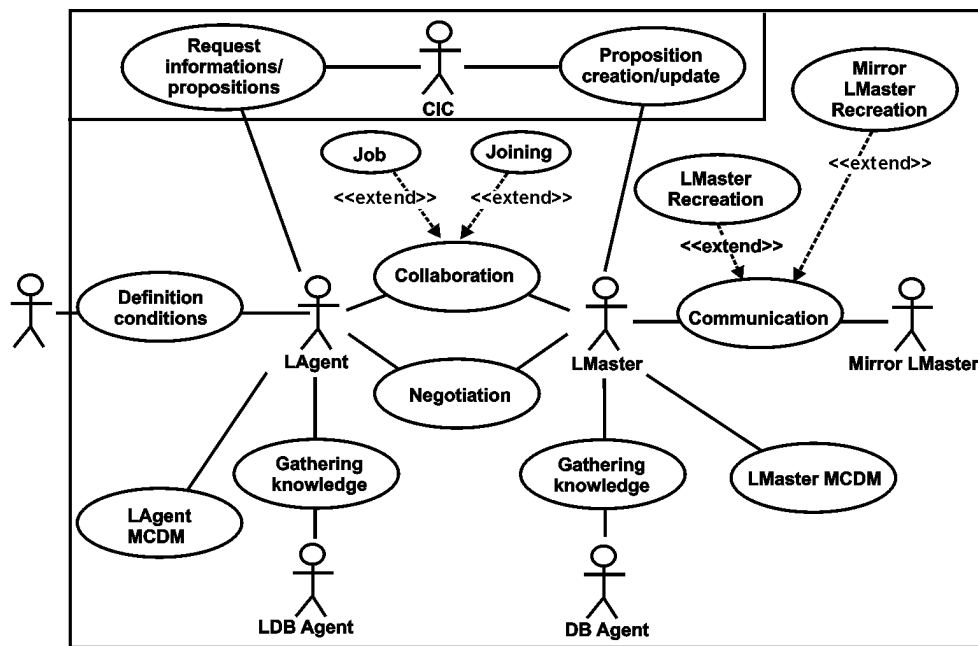 Request
informations/
propositions
CIC
Proposition
creation/update
Mirror
LMaster
Recreation
Job
Joining
<<extend>>
<<extend>>
<<extend>>
LMaster
Recreation
<<extend>>
Collaboration
Definition
conditions
Communication
LAgent
LMaster
Mirror LMaster
Negotiation
Gathering
knowledge
Gathering
knowledge
LMaster MCDM
LAgent
MCDM
LDB Agent
DB Agent